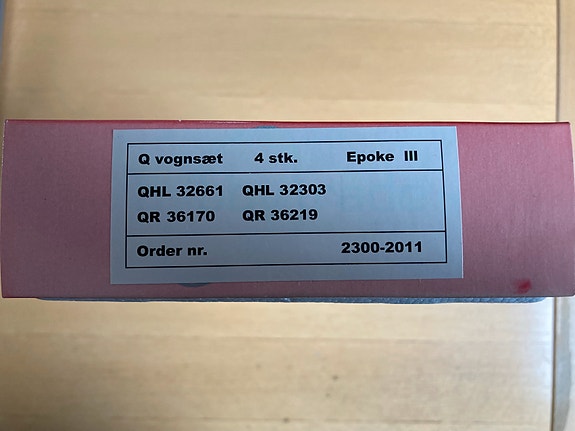 Q vognsæt 4 stk. Epoke III
QHL 32661 QHL 32303
QR 36170 QR 36219
Order nr. 2300-2011